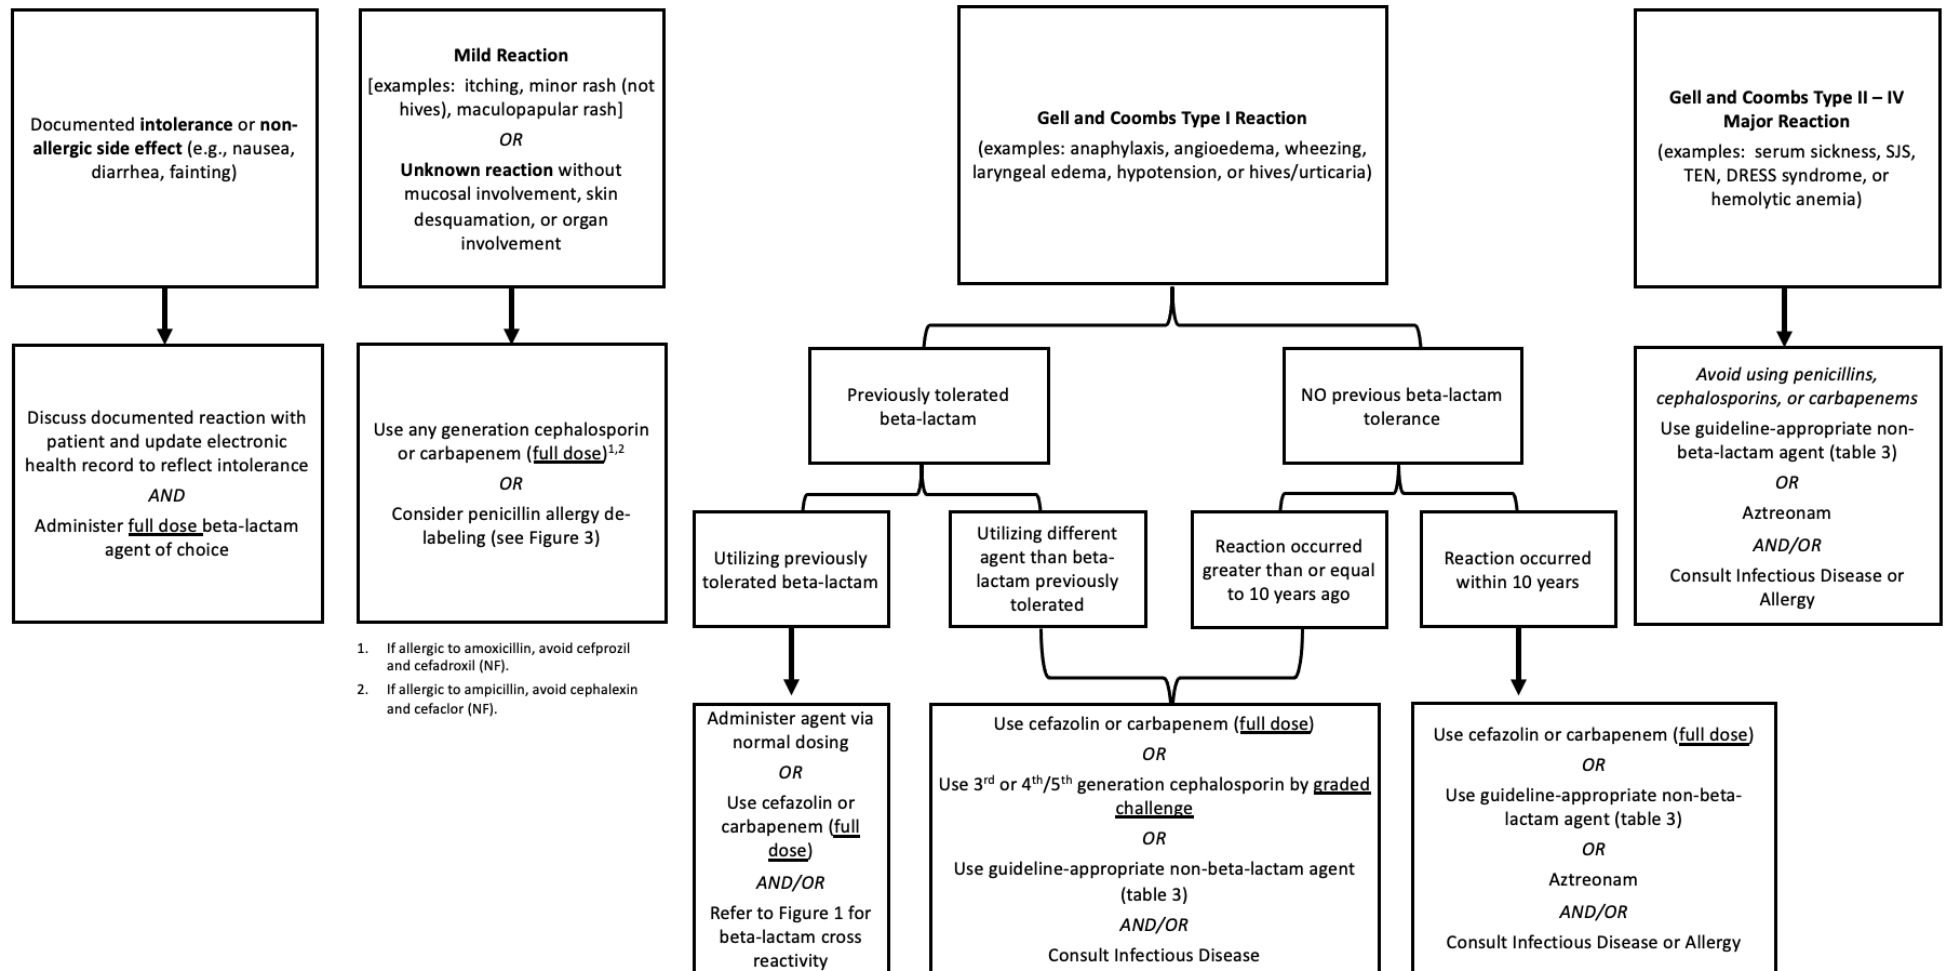 Documented intolerance or non-
allergic side effect (e.g., nausea,
diarrhea, fainting)
Mild Reaction
[examples:  itching, minor rash (not
hives), maculopapular rash]
OR
Unknown reaction without
mucosal involvement, skin
desquamation, or organ
involvement
Gell and Coombs Type I Reaction
(examples: anaphylaxis, angioedema, wheezing,
laryngeal edema, hypotension, or hives/urticaria)
Gell and Coombs Type II – IV
Major Reaction
(examples:  serum sickness, SJS,
TEN, DRESS syndrome, or
hemolytic anemia)
Discuss documented reaction with
patient and update electronic
health record to reflect intolerance
AND
Administer full dose beta-lactam
agent of choice
Use any generation cephalosporin
or carbapenem (full dose)1,2
OR
Consider penicillin allergy de-
labeling (see Figure 3)
1. If allergic to amoxicillin, avoid cefprozil
and cefadroxil (NF).
2. If allergic to ampicillin, avoid cephalexin
and cefaclor (NF).
Previously tolerated
beta-lactam
NO previous beta-lactam
tolerance
Utilizing previously
tolerated beta-lactam
Utilizing different
agent than beta-
lactam previously
tolerated
Reaction occurred
greater than or equal
to 10 years ago
Reaction occurred
within 10 years
Avoid using penicillins,
cephalosporins, or carbapenems
Use guideline-appropriate non-
beta-lactam agent (table 3)
OR
Aztreonam
AND/OR
Consult Infectious Disease or
Allergy
Administer agent via
normal dosing
OR
Use cefazolin or
carbapenem (full
dose)
AND/OR
Refer to Figure 1 for
beta-lactam cross
reactivity
Use cefazolin or carbapenem (full dose)
OR
Use 3rd or 4th/5th generation cephalosporin by graded
challenge
OR
Use guideline-appropriate non-beta-lactam agent
(table 3)
AND/OR
Consult Infectious Disease
Use cefazolin or carbapenem (full dose)
OR
Use guideline-appropriate non-beta-
lactam agent (table 3)
OR
Aztreonam
AND/OR
Consult Infectious Disease or Allergy